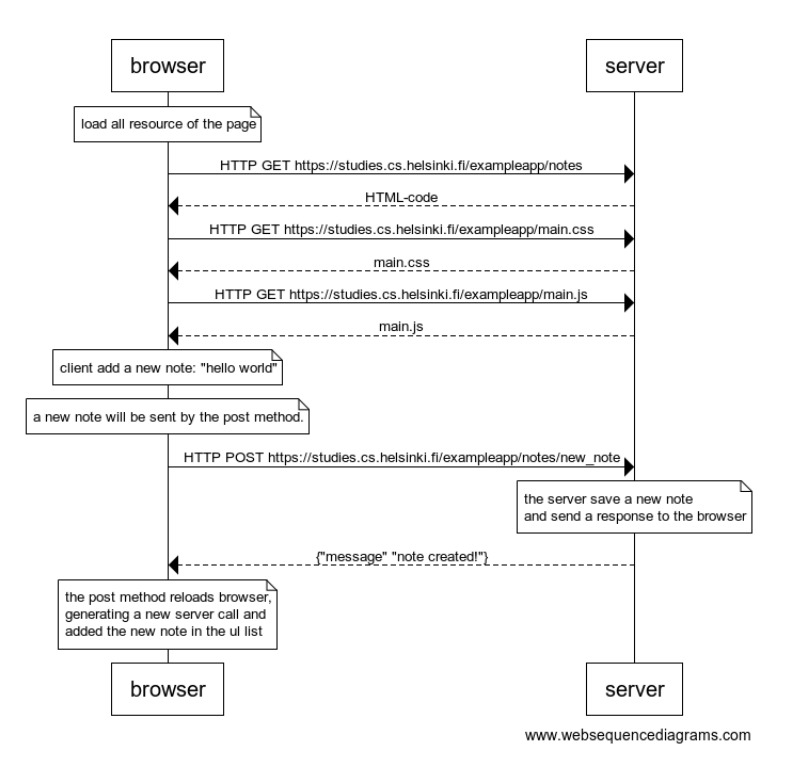 browser
server
load all resource of the page
HTTP GET https://studies.cs.helsinki.fi/exampleapp/notes
HTML-code
HTTP GET https://studies.cs.helsinki.fi/exampleapp/main.css
main.css
HTTP GET https://studies.cs.helsinki.fi/exampleapp/main.js
main.js
client add a new note: "hello world"
a new note will be sent by the post method.
HTTP POST https://studies.cs.helsinki.fi/exampleapp/notes/new_note
the server save a new note
and send a response to the browser
{"message" "note created!"}
the post method reloads browser,
generating a new server call and
added the new note in the ul list
browser
server
www.websequencediagrams.com